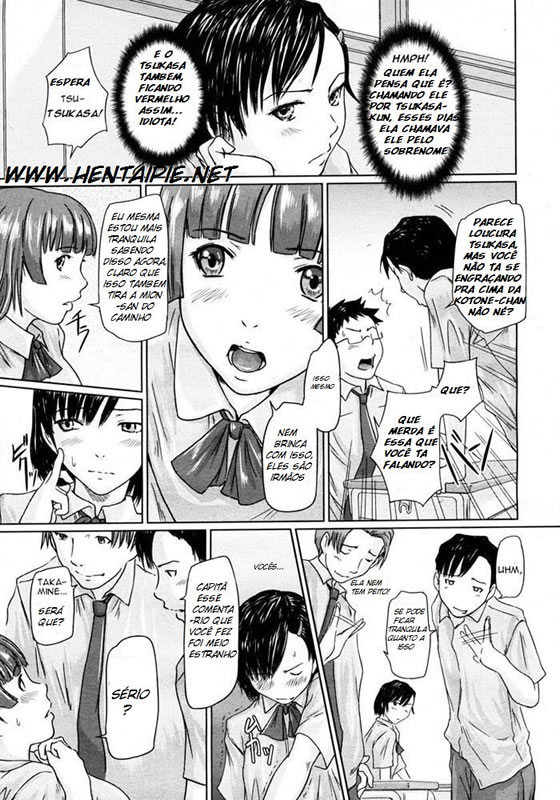 HMPH!
QUEM ELA
PENSA QUE É?
CHAMANDO ELE
POR TSUKASA-
KUN, ESSES DIAS
ELA CHAMAVA
ELE PELO
SOBRENOME
E O
TSUKASA
TAMBÉM,
FICANDO
VERMELHO
ASSIM...
IDIOTA!
ESPERA
TSU-
TSUKASA!
WWW.HENTAIPIE.NET
PARECE
LOUCURA
TSUKASA,
MAS VOCÊ
NÃO TA SE
ENGRAÇANDO
PRA CIMA DA
KOTONE-CHAN
NÃO NÉ?
QUE?
QUE MERDA É
ESSA QUE
VOCÊ TA
FALANDO?
ISSO
MESMO
NEM
BRINCA
COM ISSO,
ELES SÃO
IRMÃOS
EU MESMA
ESTOU MAIS
TRANQUILA
SABENDO
DISSO AGORA,
CLARO QUE
ISSO TAMBÉM
TIRA A MION
-SAN DO
CAMINHO
UHM,
SE PODE
FICAR
TRANQUILA
QUANTO A
ISSO
ELA NEM
TEM PEITO!
VOCÊS...
CAPITÃ
ESSE
COMENTA
-RIO QUE
VOCÊ FEZ
FOI MEIO
ESTRANHO
TAKA-
MINE...
SERÁ
QUE?
SÉRIO
?